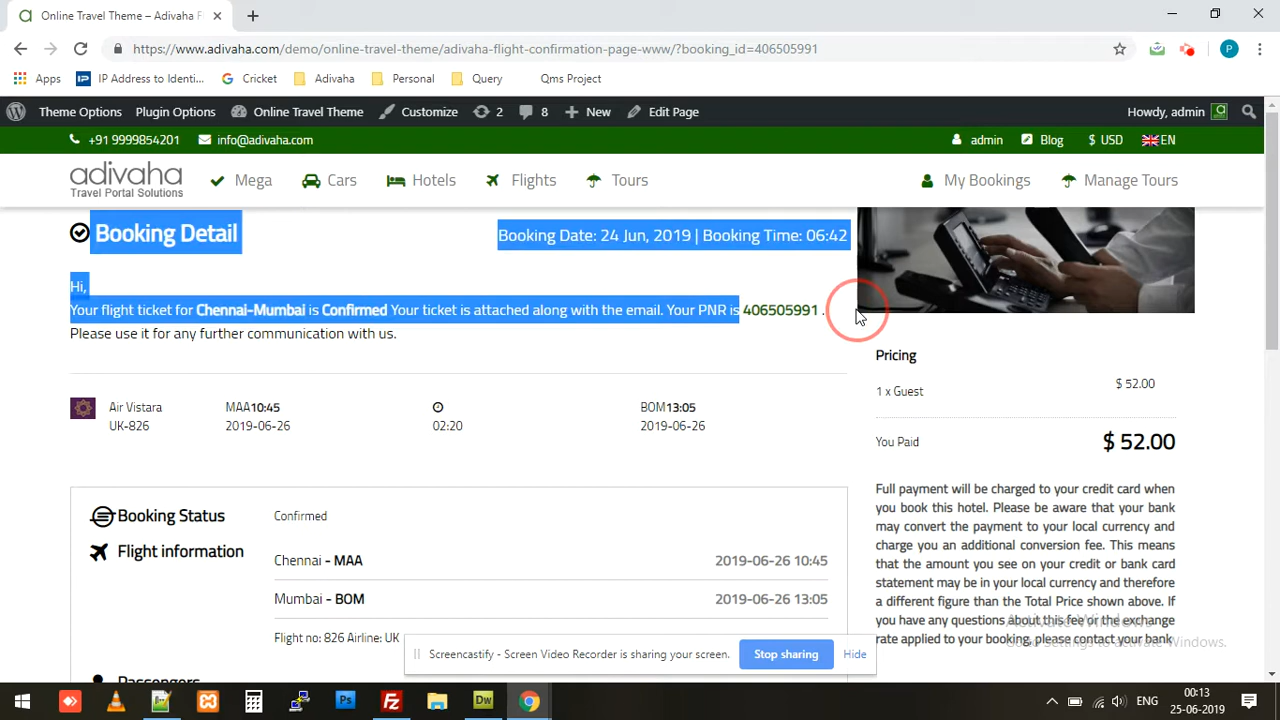 Online Travel Theme – Adivaha F
https://www.adivaha.com/demo/online-travel-theme/adivaha-flight-confirmation-page-www/?booking_id=406505991
P
Apps IP Address to Identi... Cricket Adivaha Personal Query Qms Project
Theme Options Plugin Options Online Travel Theme Customize 2 8 New Edit Page Howdy, admin
+91 9999854201 info@adivaha.com admin Blog $ USD EN
adivaha
Travel Portal Solutions
Mega Cars Hotels Flights Tours My Bookings Manage Tours
Booking Detail Booking Date: 24 Jun, 2019 | Booking Time: 06:42
Hi,
Your flight ticket for Chennai-Mumbai is Confirmed Your ticket is attached along with the email. Your PNR is 406505991 .
Please use it for any further communication with us.
Air Vistara MAA10:45 BOM13:05
UK-826 2019-06-26 02:20 2019-06-26
Booking Status Confirmed
Flight information
Chennai - MAA 2019-06-26 10:45
Mumbai - BOM 2019-06-26 13:05
Flight no: 826 Airline: UK
Passengers
Pricing
1 x Guest $ 52.00
You Paid $ 52.00
Full payment will be charged to your credit card when
you book this hotel. Please be aware that your bank
may convert the payment to your local currency and
charge you an additional conversion fee. This means
that the amount you see on your credit or bank card
statement may be in your local currency and therefore
a different figure than the Total Price shown above. If
you have any questions about this fee or the exchange
rate applied to your booking, please contact your bank.
Activate Windows
Go to Settings to activate Windows.
Screencastify - Screen Video Recorder is sharing your screen. Stop sharing Hide
IP
Ps
Fz
Dw
ENG
00:13
25-06-2019